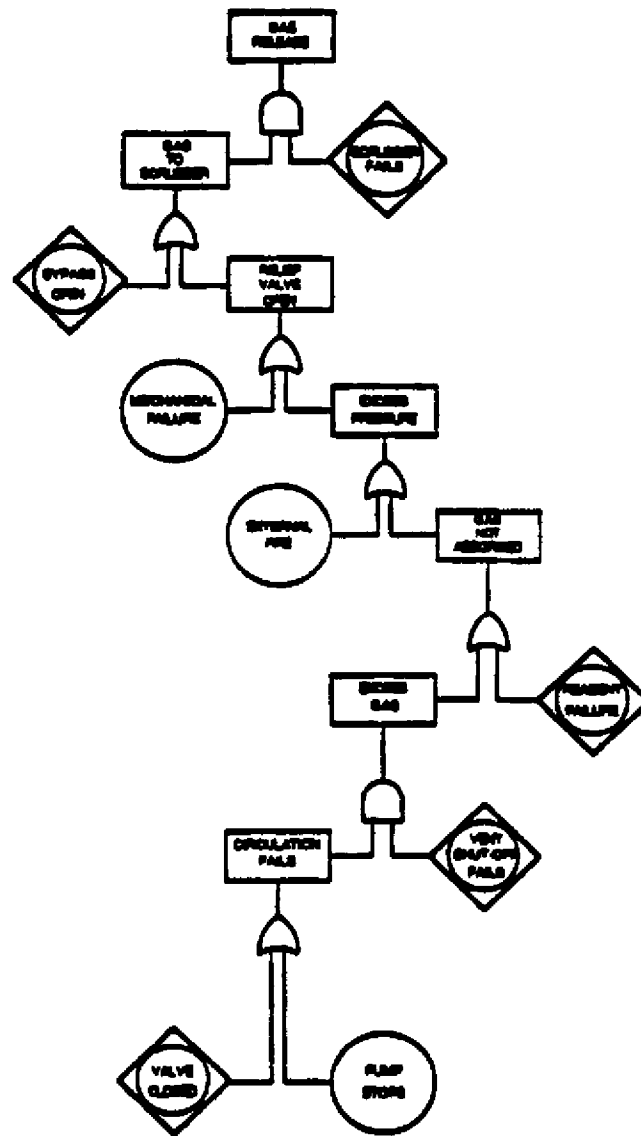 GAS
RELEASE
GAS
TO
SCRUBBER
SCRUBBER
FAILS
BYPASS
OPEN
RELIEF
VALVE
OPEN
MECHANICAL
FAILURE
EXCESS
PRESSURE
EXTERNAL
FIRE
GAS
NOT
ABSORBED
EXCESS
GAS
REAGENT
FAILURE
CIRCULATION
FAILS
VENT
SHUT-OFF
FAILS
VALVE
CLOSED
PUMP
STOPS